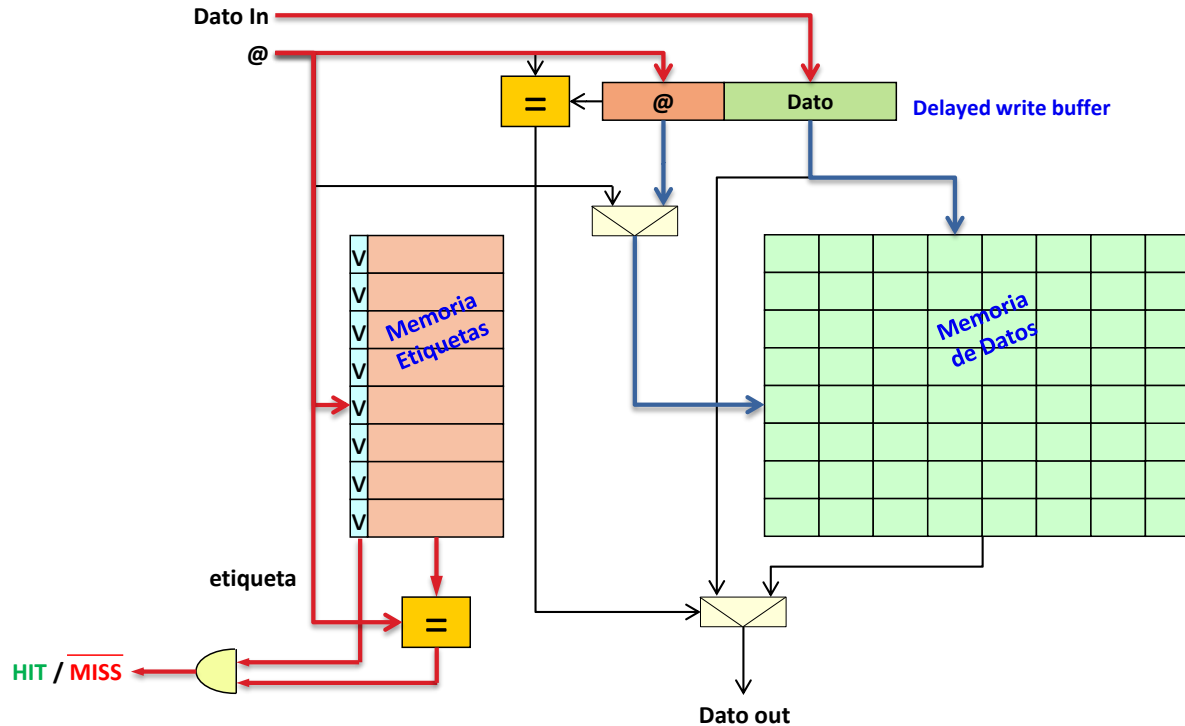 Dato In
@
=
@ Dato
Delayed write buffer
V
V
V
V
V
V
V
V
Memoria
Etiquetas
Memoria
de Datos
etiqueta
=
HIT / MISS
Dato out